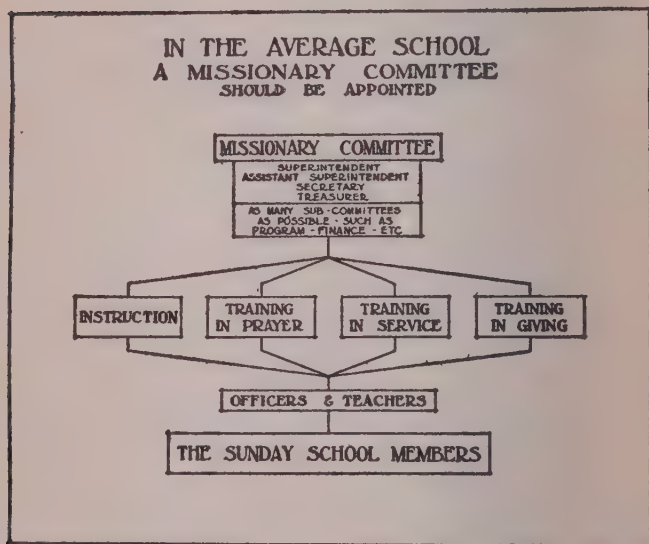 IN THE AVERAGE SCHOOL
A MISSIONARY COMMITTEE
SHOULD BE APPOINTED
MISSIONARY COMMITTEE
SUPERINTENDENT
ASSISTANT SUPERINTENDENT
SECRETARY
TREASURER
AS MANY SUB-COMMITTEES
AS POSSIBLE - SUCH AS
PROGRAM - FINANCE - ETC
INSTRUCTION
TRAINING
IN PRAYER
TRAINING
IN SERVICE
TRAINING
IN GIVING
OFFICERS & TEACHERS
THE SUNDAY SCHOOL MEMBERS